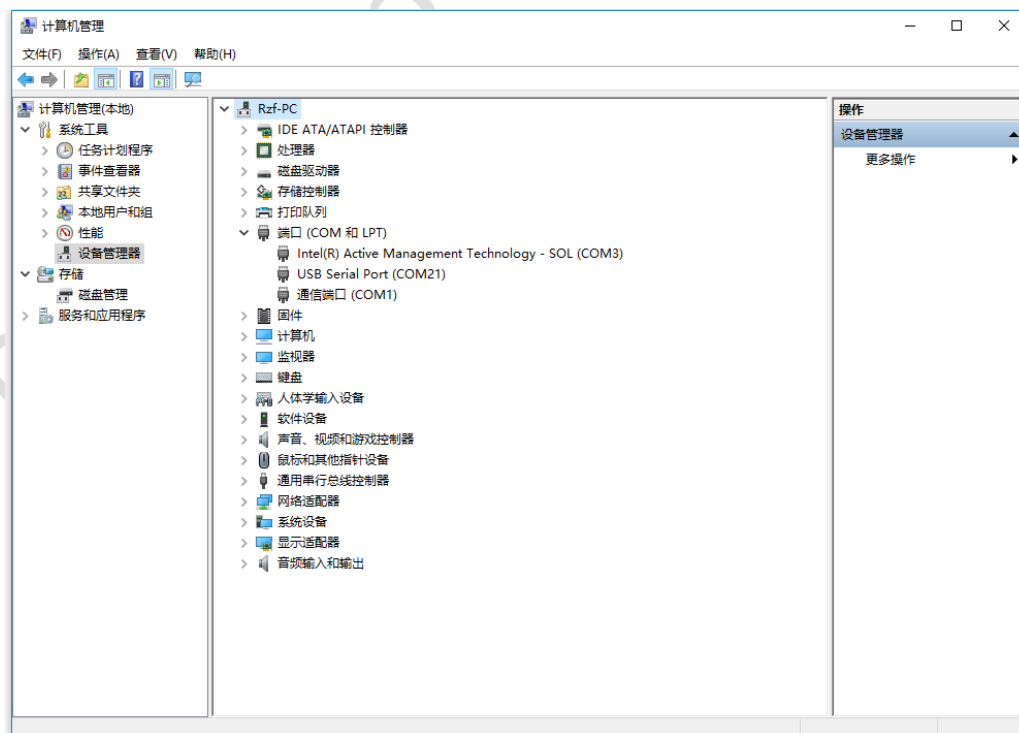 计算机管理
文件(F) 操作(A) 查看(V) 帮助(H)
计算机管理(本地)
系统工具
任务计划程序
事件查看器
共享文件夹
本地用户和组
性能
设备管理器
存储
磁盘管理
服务和应用程序
Rzf-PC
IDE ATA/ATAPI 控制器
处理器
磁盘驱动器
存储控制器
打印队列
端口 (COM 和 LPT)
Intel(R) Active Management Technology - SOL (COM3)
USB Serial Port (COM21)
通信端口 (COM1)
固件
计算机
监视器
键盘
人体学输入设备
软件设备
声音、视频和游戏控制器
鼠标和其他指针设备
通用串行总线控制器
网络适配器
系统设备
显示适配器
音频输入和输出
操作
设备管理器
更多操作